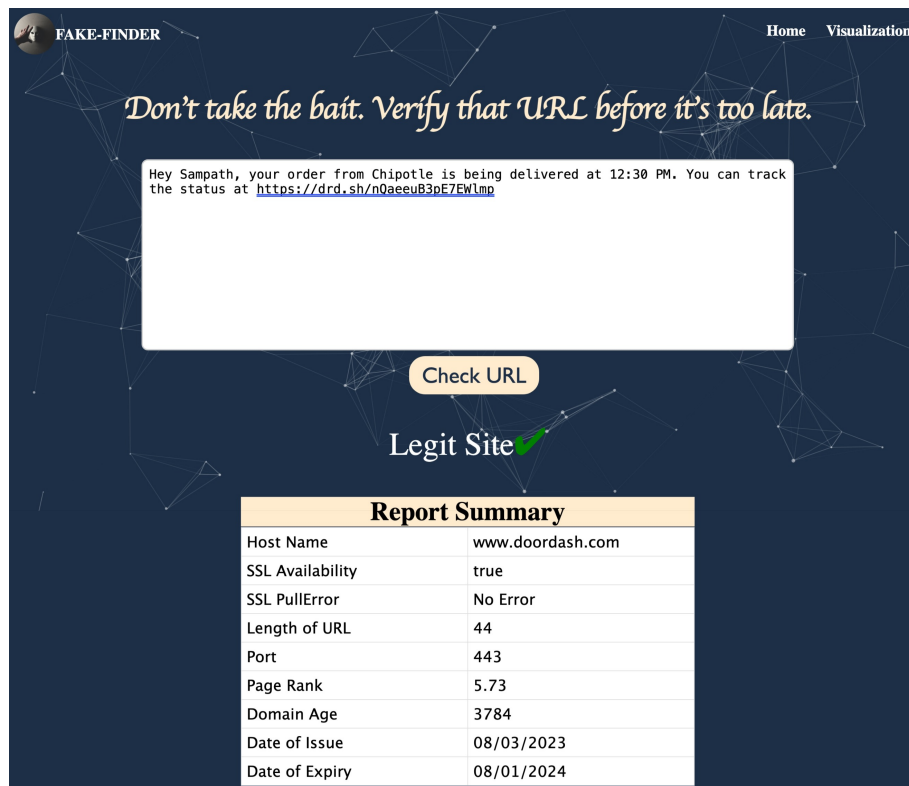 FAKE-FINDER
Home Visualization
Don't take the bait. Verify that URL before it's too late.
Hey Sampath, your order from Chipotle is being delivered at 12:30 PM. You can track
the status at https://drd.sh/nQaeeuB3pE7EWlmp
Check URL
Legit Site✔
Report Summary
Host Name www.doordash.com
SSL Availability true
SSL PullError No Error
Length of URL 44
Port 443
Page Rank 5.73
Domain Age 3784
Date of Issue 08/03/2023
Date of Expiry 08/01/2024